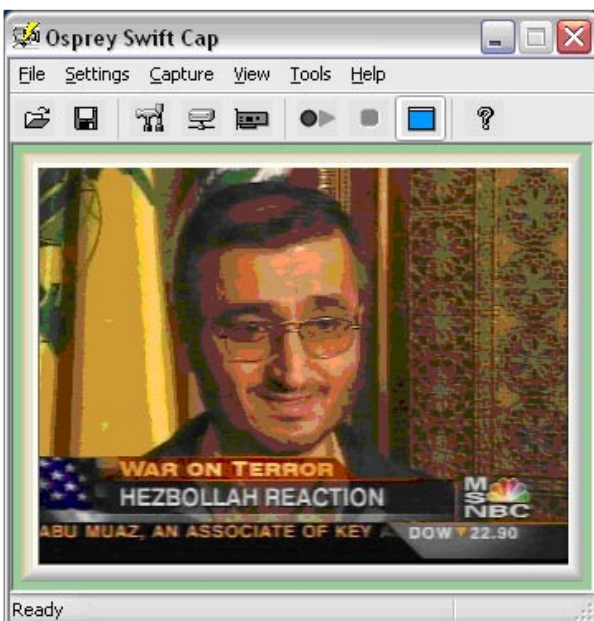 Osprey Swift Cap
File Settings Capture View Tools Help
WAR ON TERROR
HEZBOLLAH REACTION
MSNBC
ABU MUAZ, AN ASSOCIATE OF KEY A
DOW ▼22.90
Ready